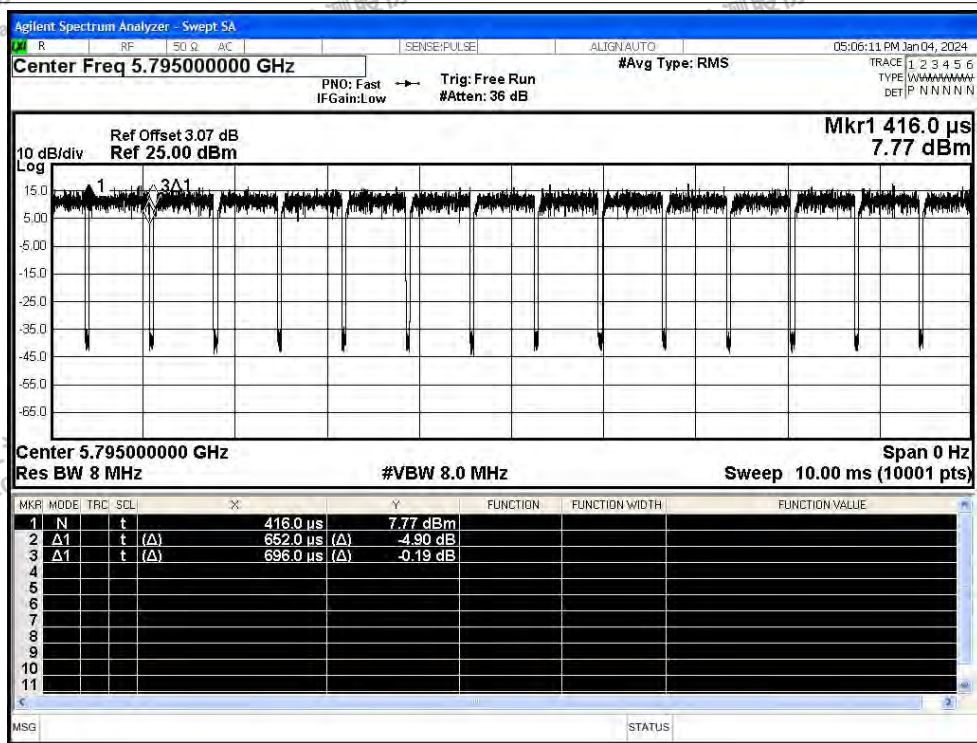 Agilent Spectrum Analyzer - Swept SA
R RF 50 Ω AC SENSE:PULSE ALIGN AUTO 05:06:11 PM Jan 04, 2024
Center Freq 5.795000000 GHz #Avg Type: RMS TRACE 1 2 3 4 5 6
PNO: Fast Trig: Free Run TYPE WWWWWW
IFGain:Low #Atten: 36 dB DET P N N N N N
Mkr1 416.0 µs
Ref Offset 3.07 dB
10 dB/div Ref 25.00 dBm 7.77 dBm
Log
15.0
1 3Δ1
5.00
-5.00
-15.0
-25.0
-35.0
-45.0
-55.0
-65.0
Center 5.795000000 GHz Span 0 Hz
Res BW 8 MHz #VBW 8.0 MHz Sweep 10.00 ms (10001 pts)
MKR MODE TRC SCL X Y FUNCTION FUNCTION WIDTH FUNCTION VALUE
1 N t 416.0 µs 7.77 dBm
2 Δ1 t (Δ) 652.0 µs (Δ) -4.90 dB
3 Δ1 t (Δ) 696.0 µs (Δ) -0.19 dB
4
5
6
7
8
9
10
11
MSG STATUS